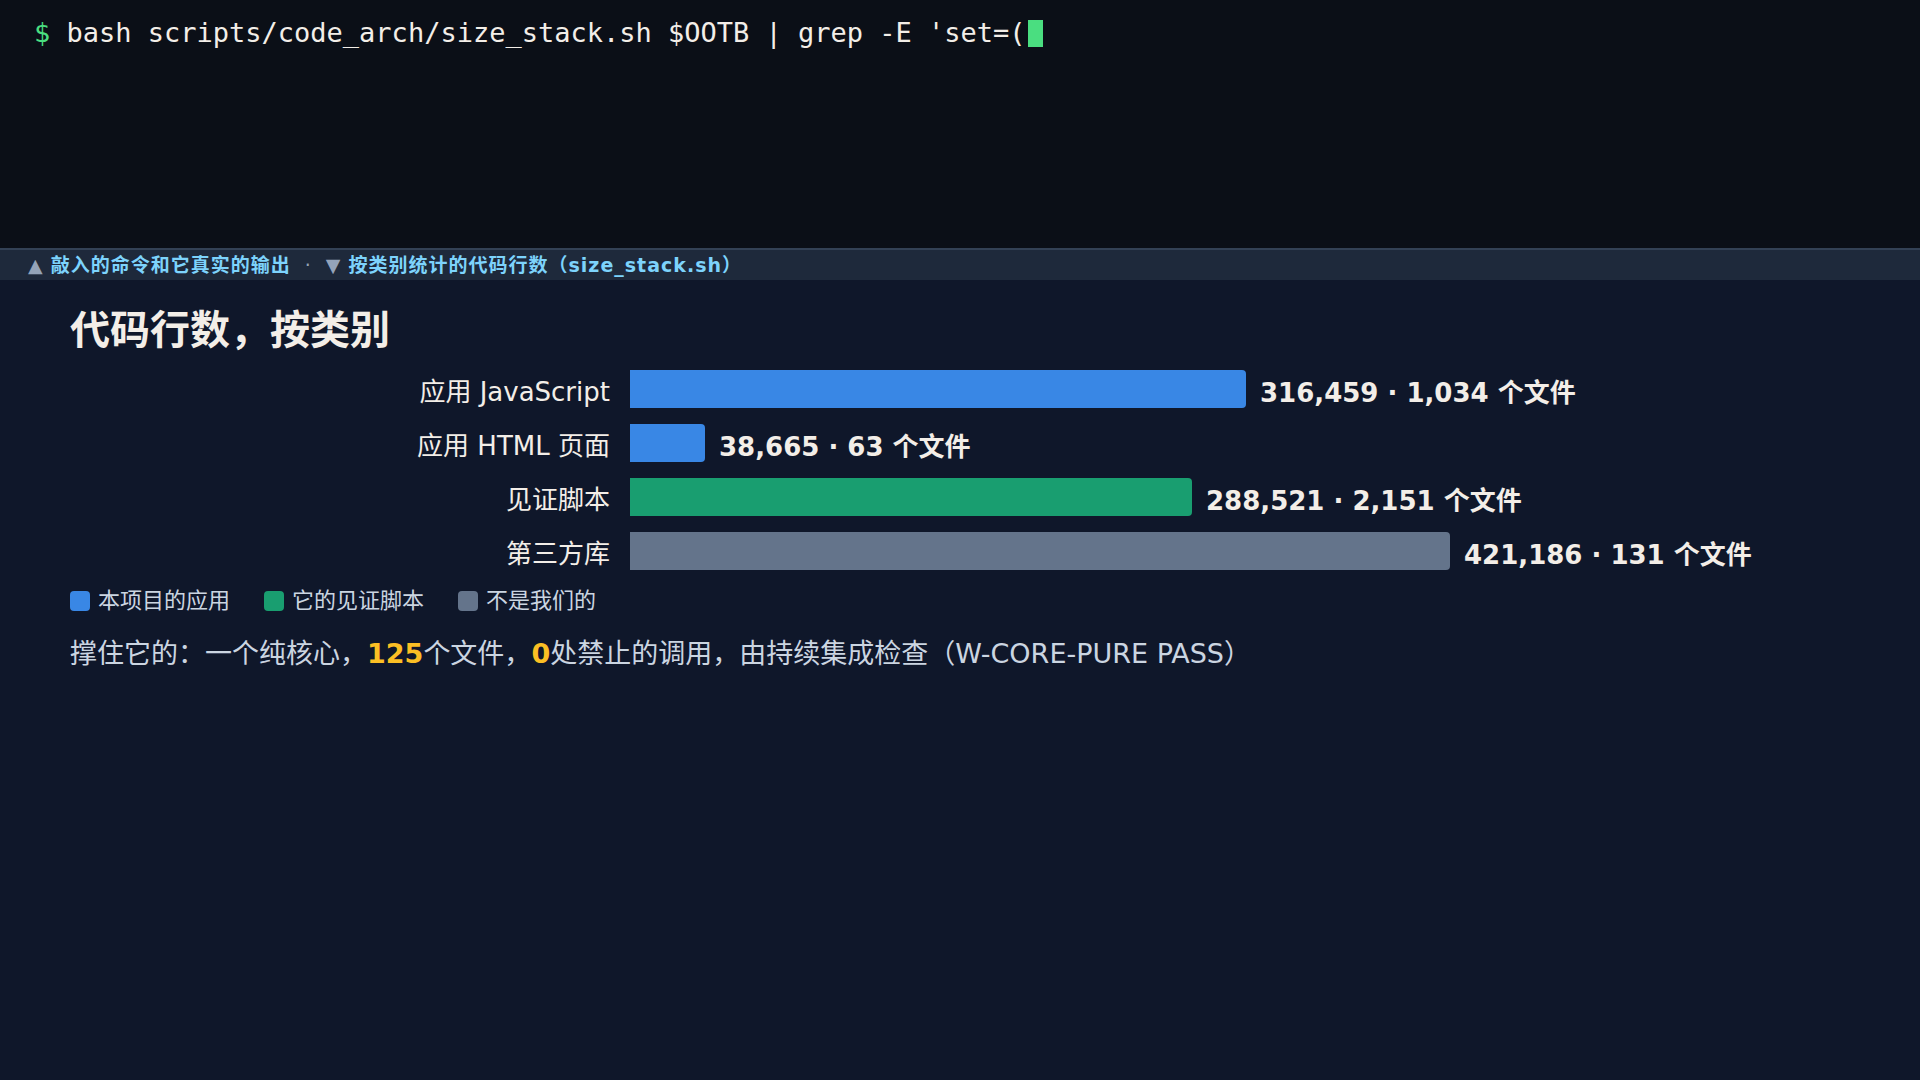 $ bash scripts/code_arch/size_stack.sh $OOTB | grep -E 'set=(
▲ 敲入的命令和它真实的输出 · ▼ 按类别统计的代码行数（size_stack.sh）
代码行数，按类别
应用 JavaScript 316,459 · 1,034 个文件
应用 HTML 页面 38,665 · 63 个文件
见证脚本 288,521 · 2,151 个文件
第三方库 421,186 · 131 个文件
本项目的应用 它的见证脚本 不是我们的
撑住它的：一个纯核心，125个文件，0处禁止的调用，由持续集成检查（W-CORE-PURE PASS）